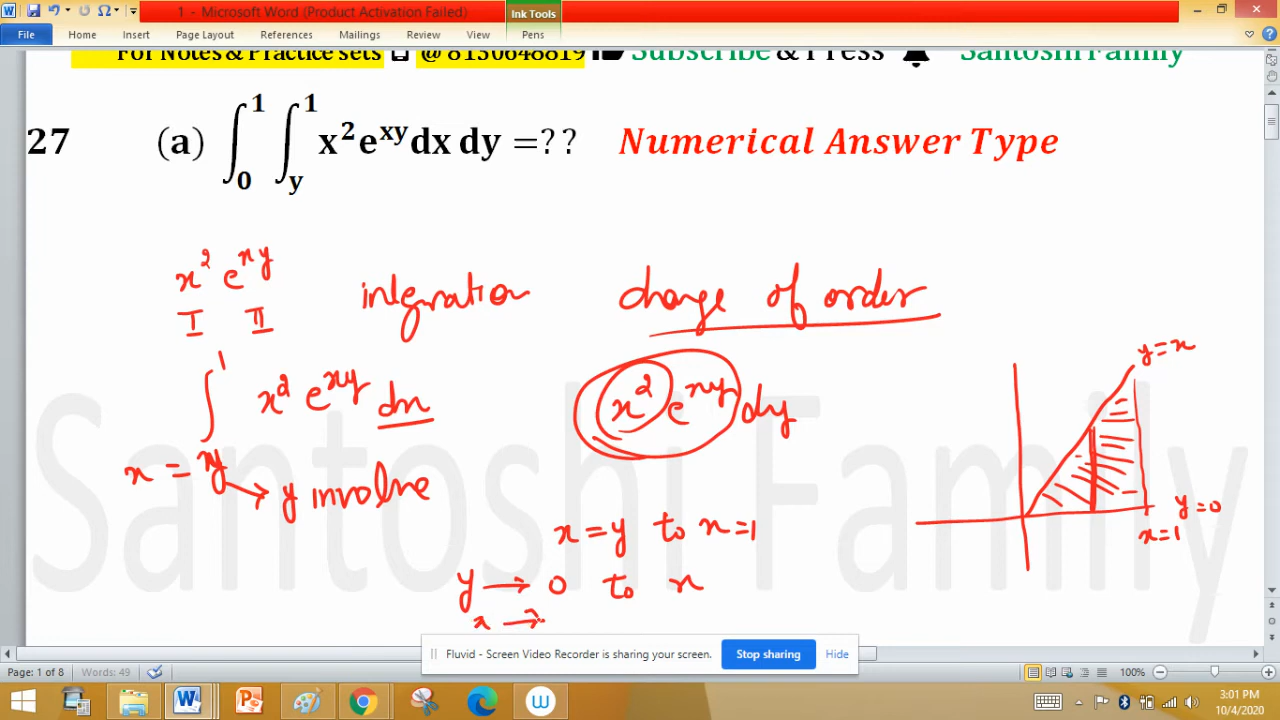 1 - Microsoft Word (Product Activation Failed)
Ink Tools
File Home Insert Page Layout References Mailings Review View Pens
For Notes & Practice sets @ 8130648819 Subscribe & Press Santoshi Family
27 (a) ∫₀¹ ∫ᵧ¹ x²eˣʸ dx dy =?? Numerical Answer Type
x² eˣʸ integration change of order
I II
y = x
∫¹ x² eˣʸ dx x² eˣʸ dy
x = y → y involve
y = 0
x = 1
x = y to x = 1
y → 0 to x
x →
Santoshi Family
Fluvid - Screen Video Recorder is sharing your screen. Stop sharing Hide
Page: 1 of 8 Words: 49 100%
3:01 PM
10/4/2020